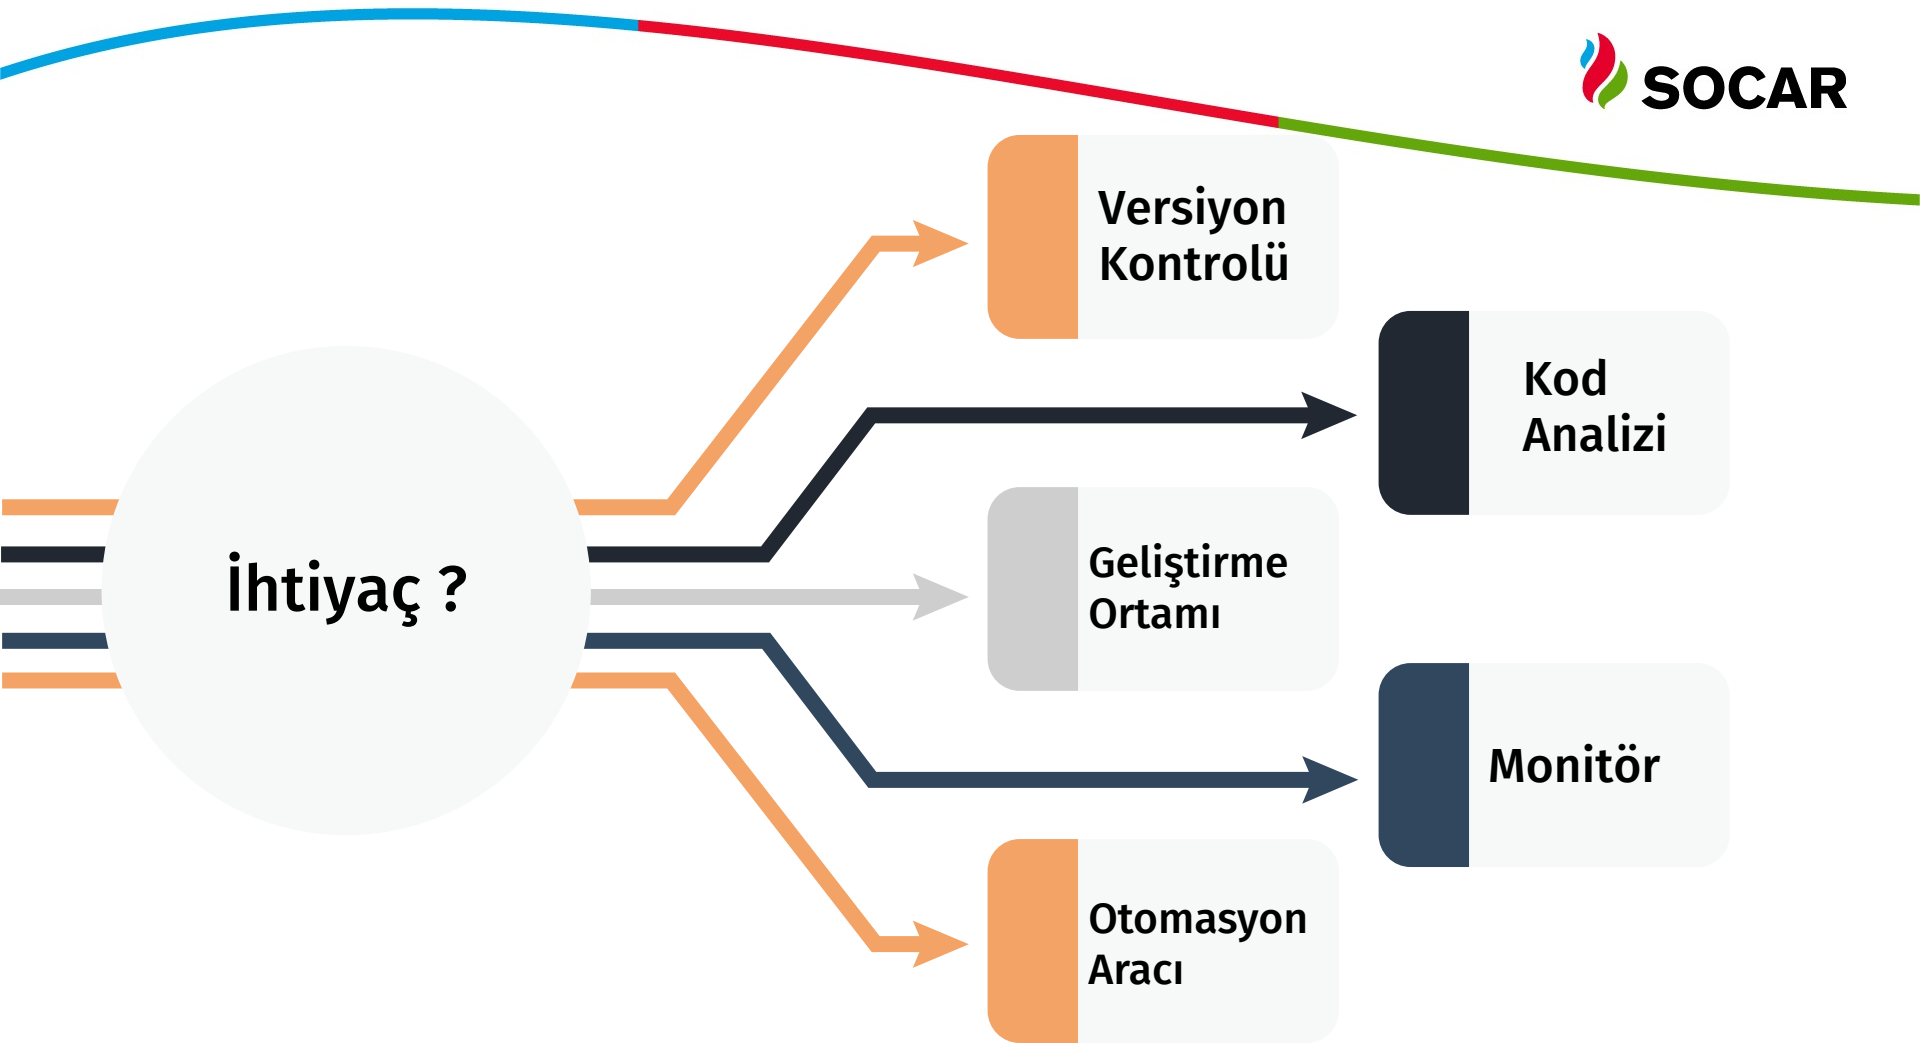 SOCAR
Versiyon
Kontrolü
Kod
Analizi
İhtiyaç ?
Geliştirme
Ortamı
Monitör
Otomasyon
Aracı